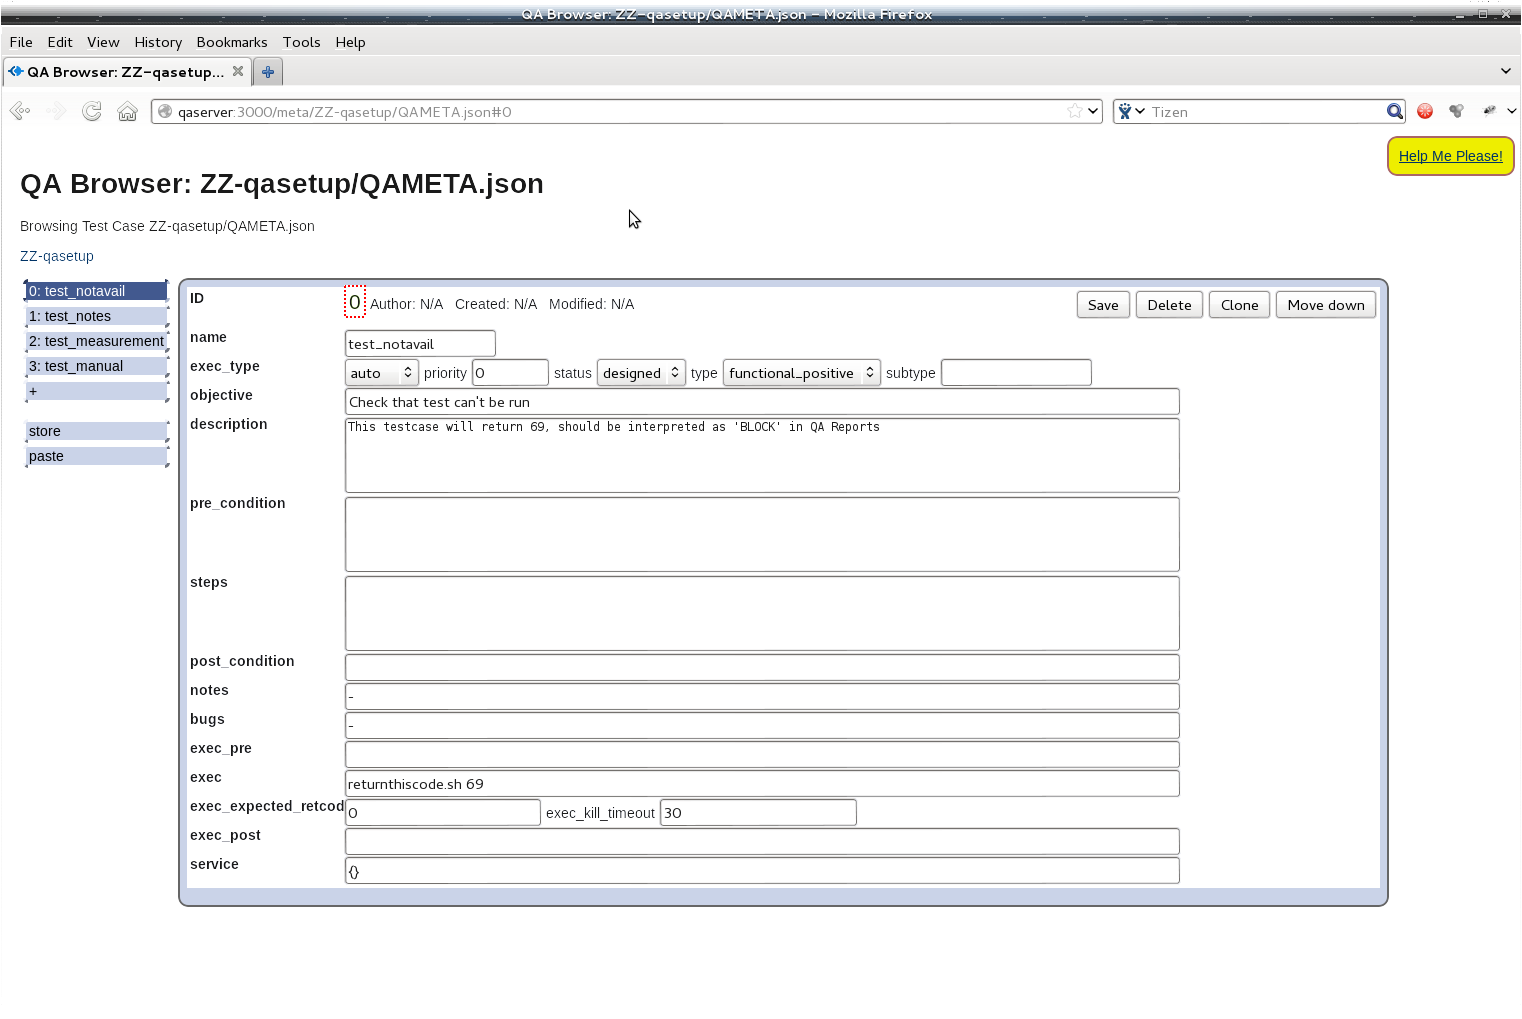 QA Browser: ZZ-qasetup/QAMETA.json - Mozilla Firefox
File Edit View History Bookmarks Tools Help
QA Browser: ZZ-qasetup...
qaserver:3000/meta/ZZ-qasetup/QAMETA.json#0
Tizen
Help Me Please!
QA Browser: ZZ-qasetup/QAMETA.json
Browsing Test Case ZZ-qasetup/QAMETA.json
ZZ-qasetup
0: test_notavail
1: test_notes
2: test_measurement
3: test_manual
+
store
paste
ID 0 Author: N/A Created: N/A Modified: N/A Save Delete Clone Move down
name test_notavail
exec_type auto priority 0 status designed type functional_positive subtype
objective Check that test can't be run
description This testcase will return 69, should be interpreted as 'BLOCK' in QA Reports
pre_condition
steps
post_condition
notes -
bugs -
exec_pre
exec returnthiscode.sh 69
exec_expected_retcod 0 exec_kill_timeout 30
exec_post
service {}